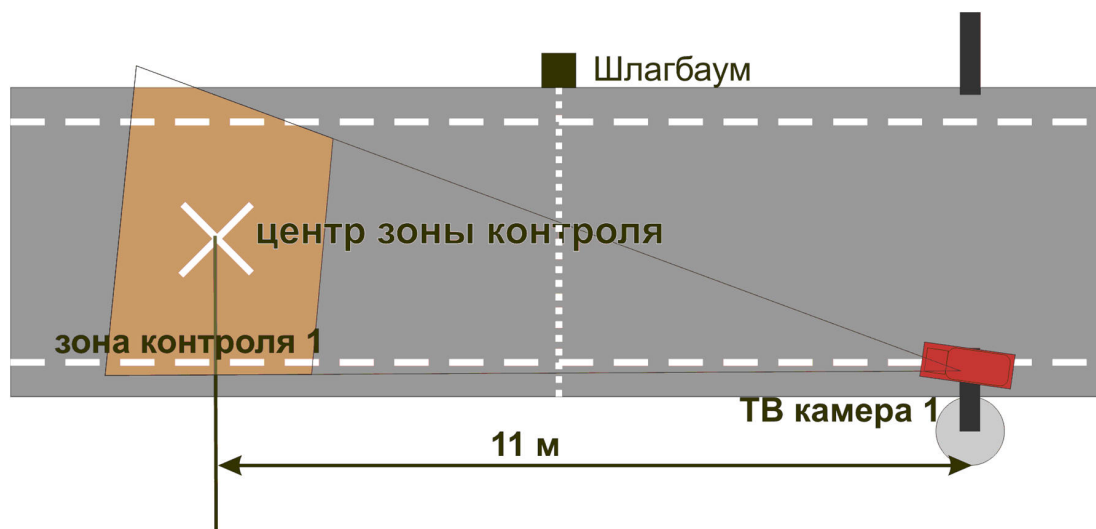 Шлагбаум
центр зоны контроля
зона контроля 1
ТВ камера 1
11 м